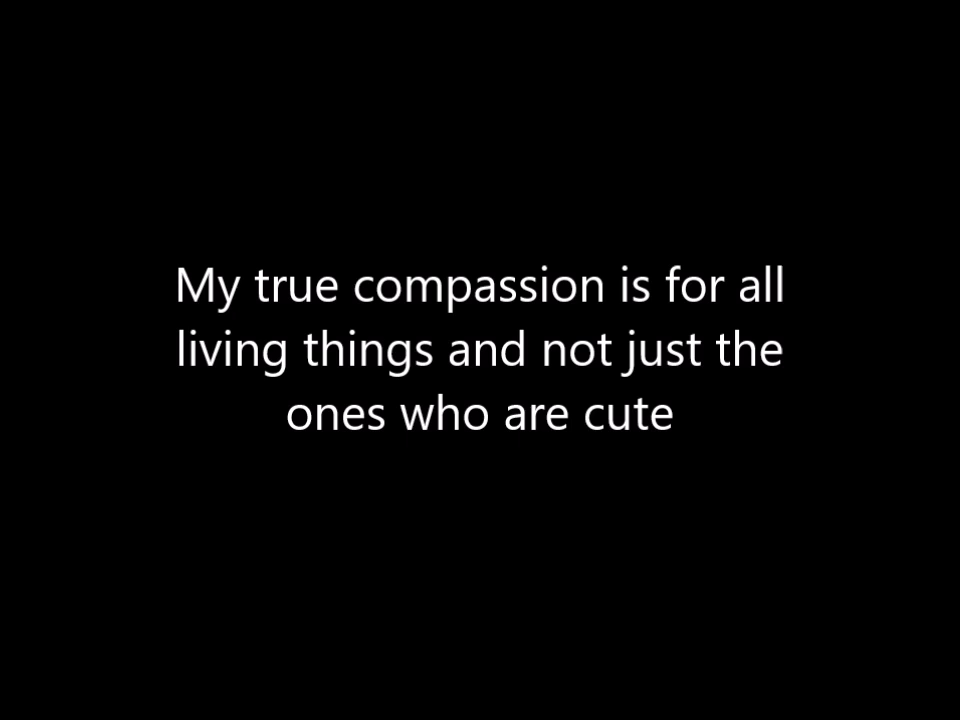 My true compassion is for all
living things and not just the
ones who are cute